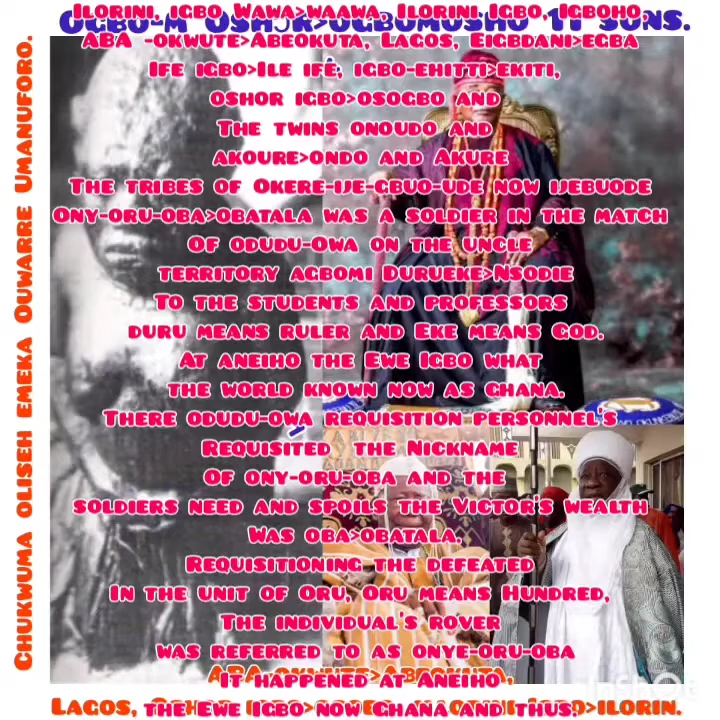 OGBO-M OSHOR>OGBOMOSHO 11 SONS.
ILORINI, IGBO WAWA>WAAWA, ILORINI IGBO, IGBOHO,
ABA -OKWUTE>ABEOKUTA, LAGOS, EIGBDANI>EGBA
IFE IGBO>ILE IFE, IGBO-EHITTI>EKITI,
OSHOR IGBO>OSOGBO AND
THE TWINS ONOUDO AND
AKOURE>ONDO AND AKURE
THE TRIBES OF OKERE-IJE-GBUO-UDE NOW IJEBUODE
ONY-ORU-OBA>OBATALA WAS A SOLDIER IN THE MATCH
OF ODUDU-OWA ON THE UNCLE
TERRITORY AGBOMI DURUEKE>NSODIE
TO THE STUDENTS AND PROFESSORS
DURU MEANS RULER AND EKE MEANS GOD.
AT ANEIHO THE EWE IGBO WHAT
THE WORLD KNOWN NOW AS GHANA.
THERE ODUDU-OWA REQUISITION PERSONNEL'S
REQUISITED THE NICKNAME
OF ONY-ORU-OBA AND THE
SOLDIERS NEED AND SPOILS THE VICTOR'S WEALTH
WAS OBA>OBATALA,
REQUISITIONING THE DEFEATED
IN THE UNIT OF ORU, ORU MEANS HUNDRED,
THE INDIVIDUAL'S ROVER
WAS REFERRED TO AS ONYE-ORU-OBA
IT HAPPENED AT ANEIHO
THE EWE IGBO NOW GHANA AND THUS.
ABA-OKWUTE>ABEOKUTA,
LAGOS,
>ILORIN.
CHUKWUMA OLISEH EMEKA OUWARRE UMANUFORO.
InShOt